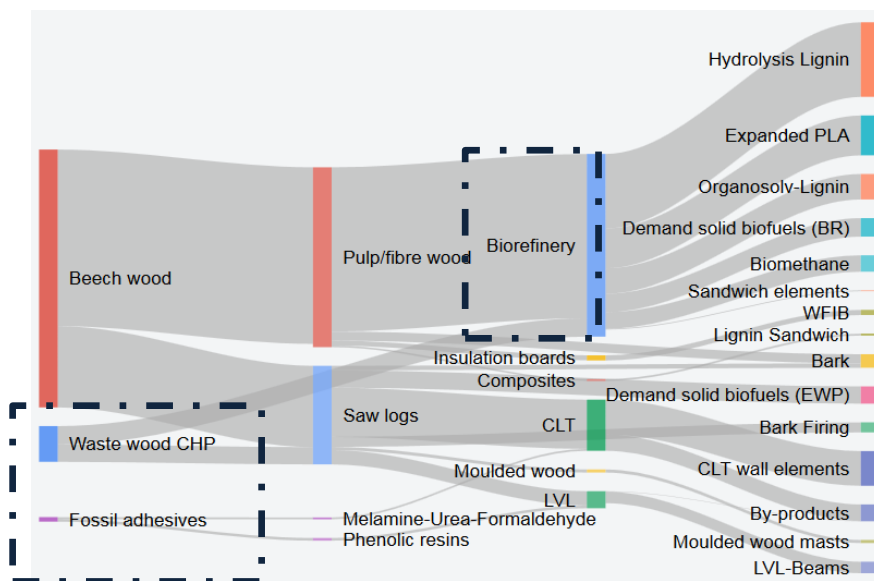 Hydrolysis Lignin
Expanded PLA
Organosolv-Lignin
Demand solid biofuels (BR)
Biorefinery
Pulp/fibre wood
Biomethane
Beech wood
Sandwich elements
WFIB
Lignin Sandwich
Insulation boards
Bark
Composites
Demand solid biofuels (EWP)
Saw logs
CLT
Bark Firing
Waste wood CHP
Moulded wood
CLT wall elements
LVL
By-products
Fossil adhesives
Melamine-Urea-Formaldehyde
Phenolic resins
Moulded wood masts
LVL-Beams